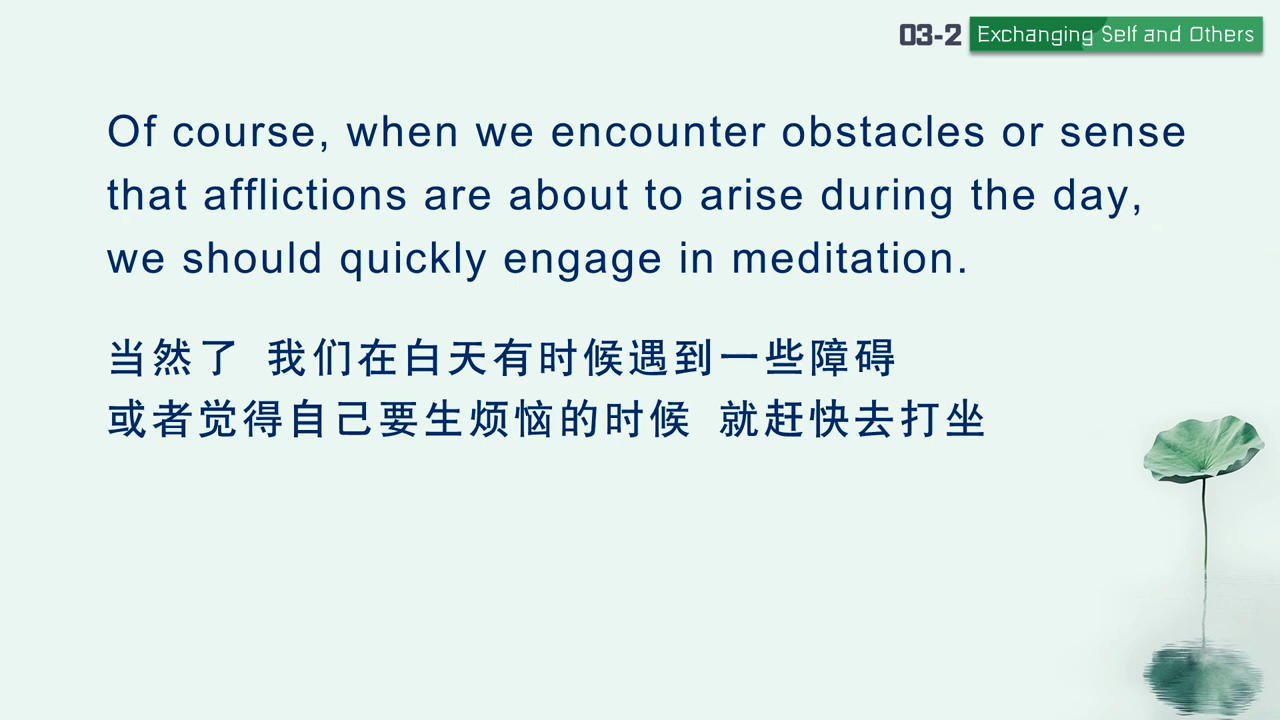 03-2 Exchanging Self and Others
Of course, when we encounter obstacles or sense
that afflictions are about to arise during the day,
we should quickly engage in meditation.
当然了 我们在白天有时候遇到一些障碍
或者觉得自己要生烦恼的时候 就赶快去打坐